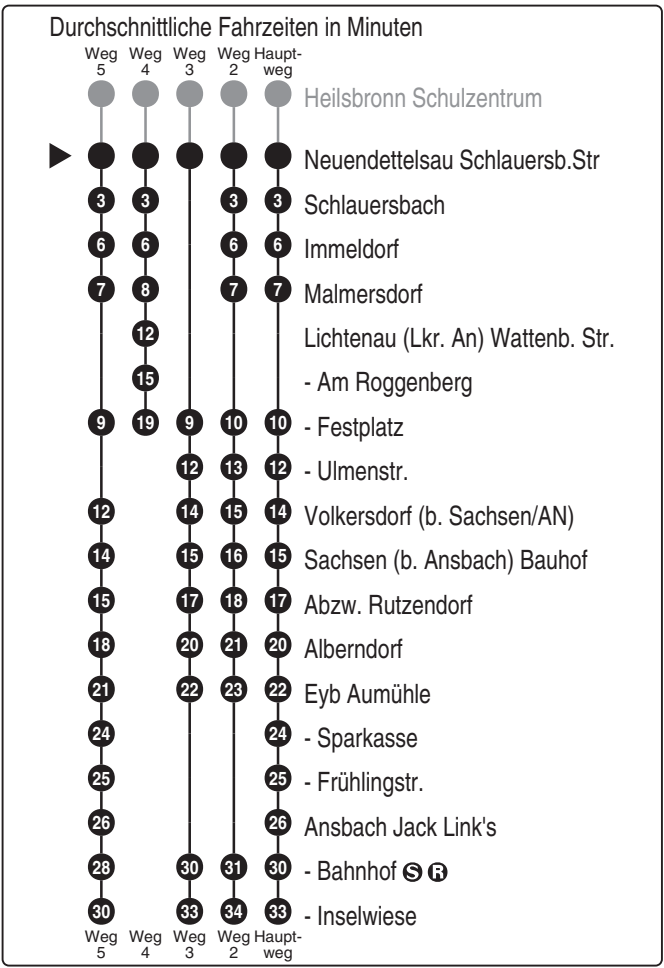 Durchschnittliche Fahrzeiten in Minuten
Weg 5 Weg 4 Weg 3 Weg 2 Haupt-weg
Heilsbronn Schulzentrum
Neuendettelsau Schlauersb.Str
3 3 3 3 Schlauersbach
6 6 6 6 Immeldorf
7 8 7 7 Malmersdorf
12 Lichtenau (Lkr. An) Wattenb. Str.
15 - Am Roggenberg
9 19 9 10 10 - Festplatz
12 13 12 - Ulmenstr.
12 14 15 14 Volkersdorf (b. Sachsen/AN)
14 15 16 15 Sachsen (b. Ansbach) Bauhof
15 17 18 17 Abzw. Rutzendorf
18 20 21 20 Alberndorf
21 22 23 22 Eyb Aumühle
24 24 - Sparkasse
25 25 - Frühlingstr.
26 26 Ansbach Jack Link's
28 30 31 30 - Bahnhof S R
30 33 34 33 - Inselwiese
Weg 5 Weg 4 Weg 3 Weg 2 Haupt-weg